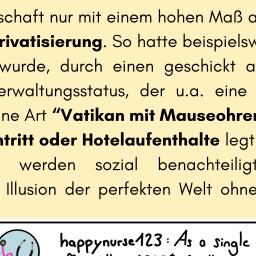 schaft nur mit einem hohen Maß a
rivatisierung. So hatte beispielsw
wurde, durch einen geschickt a
erwaltungsstatus, der u.a. eine
ine Art “Vatikan mit Mauseohren
ntritt oder Hotelaufenthalte legt
werden sozial benachteiligt
Illusion der perfekten Welt ohne
happynurse123: As a single